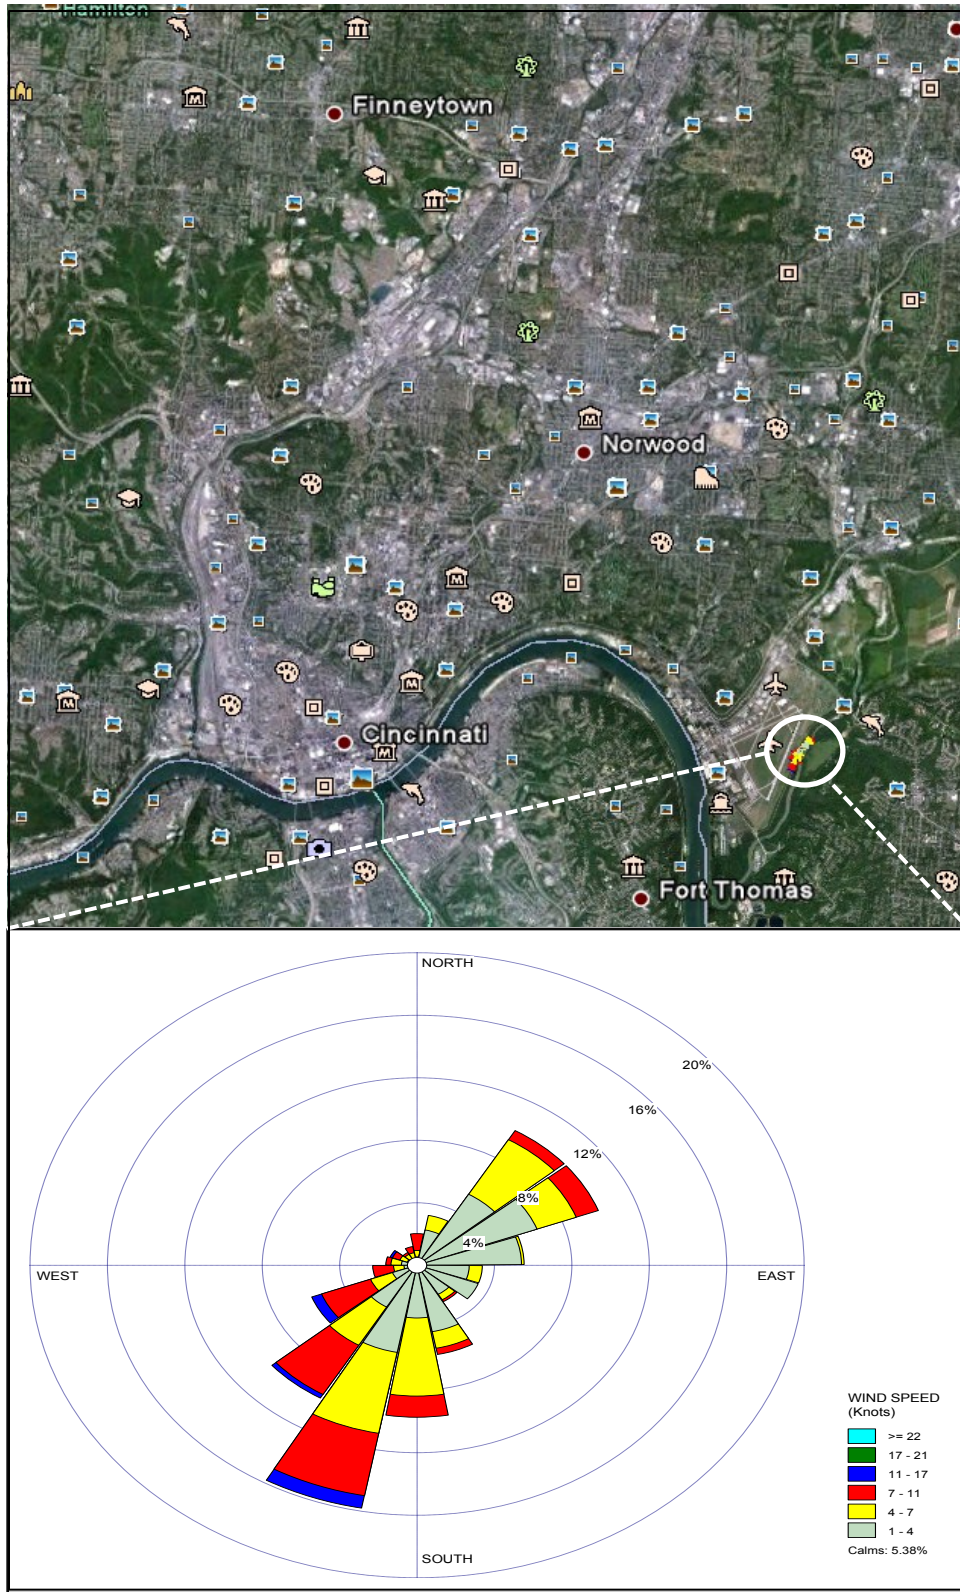 Hamilton
Finneytown
Norwood
Cincinnati
Fort Thomas
NORTH
20%
16%
12%
8%
4%
WEST
EAST
SOUTH
WIND SPEED
(Knots)
>= 22
17 - 21
11 - 17
7 - 11
4 - 7
1 - 4
Calms: 5.38%